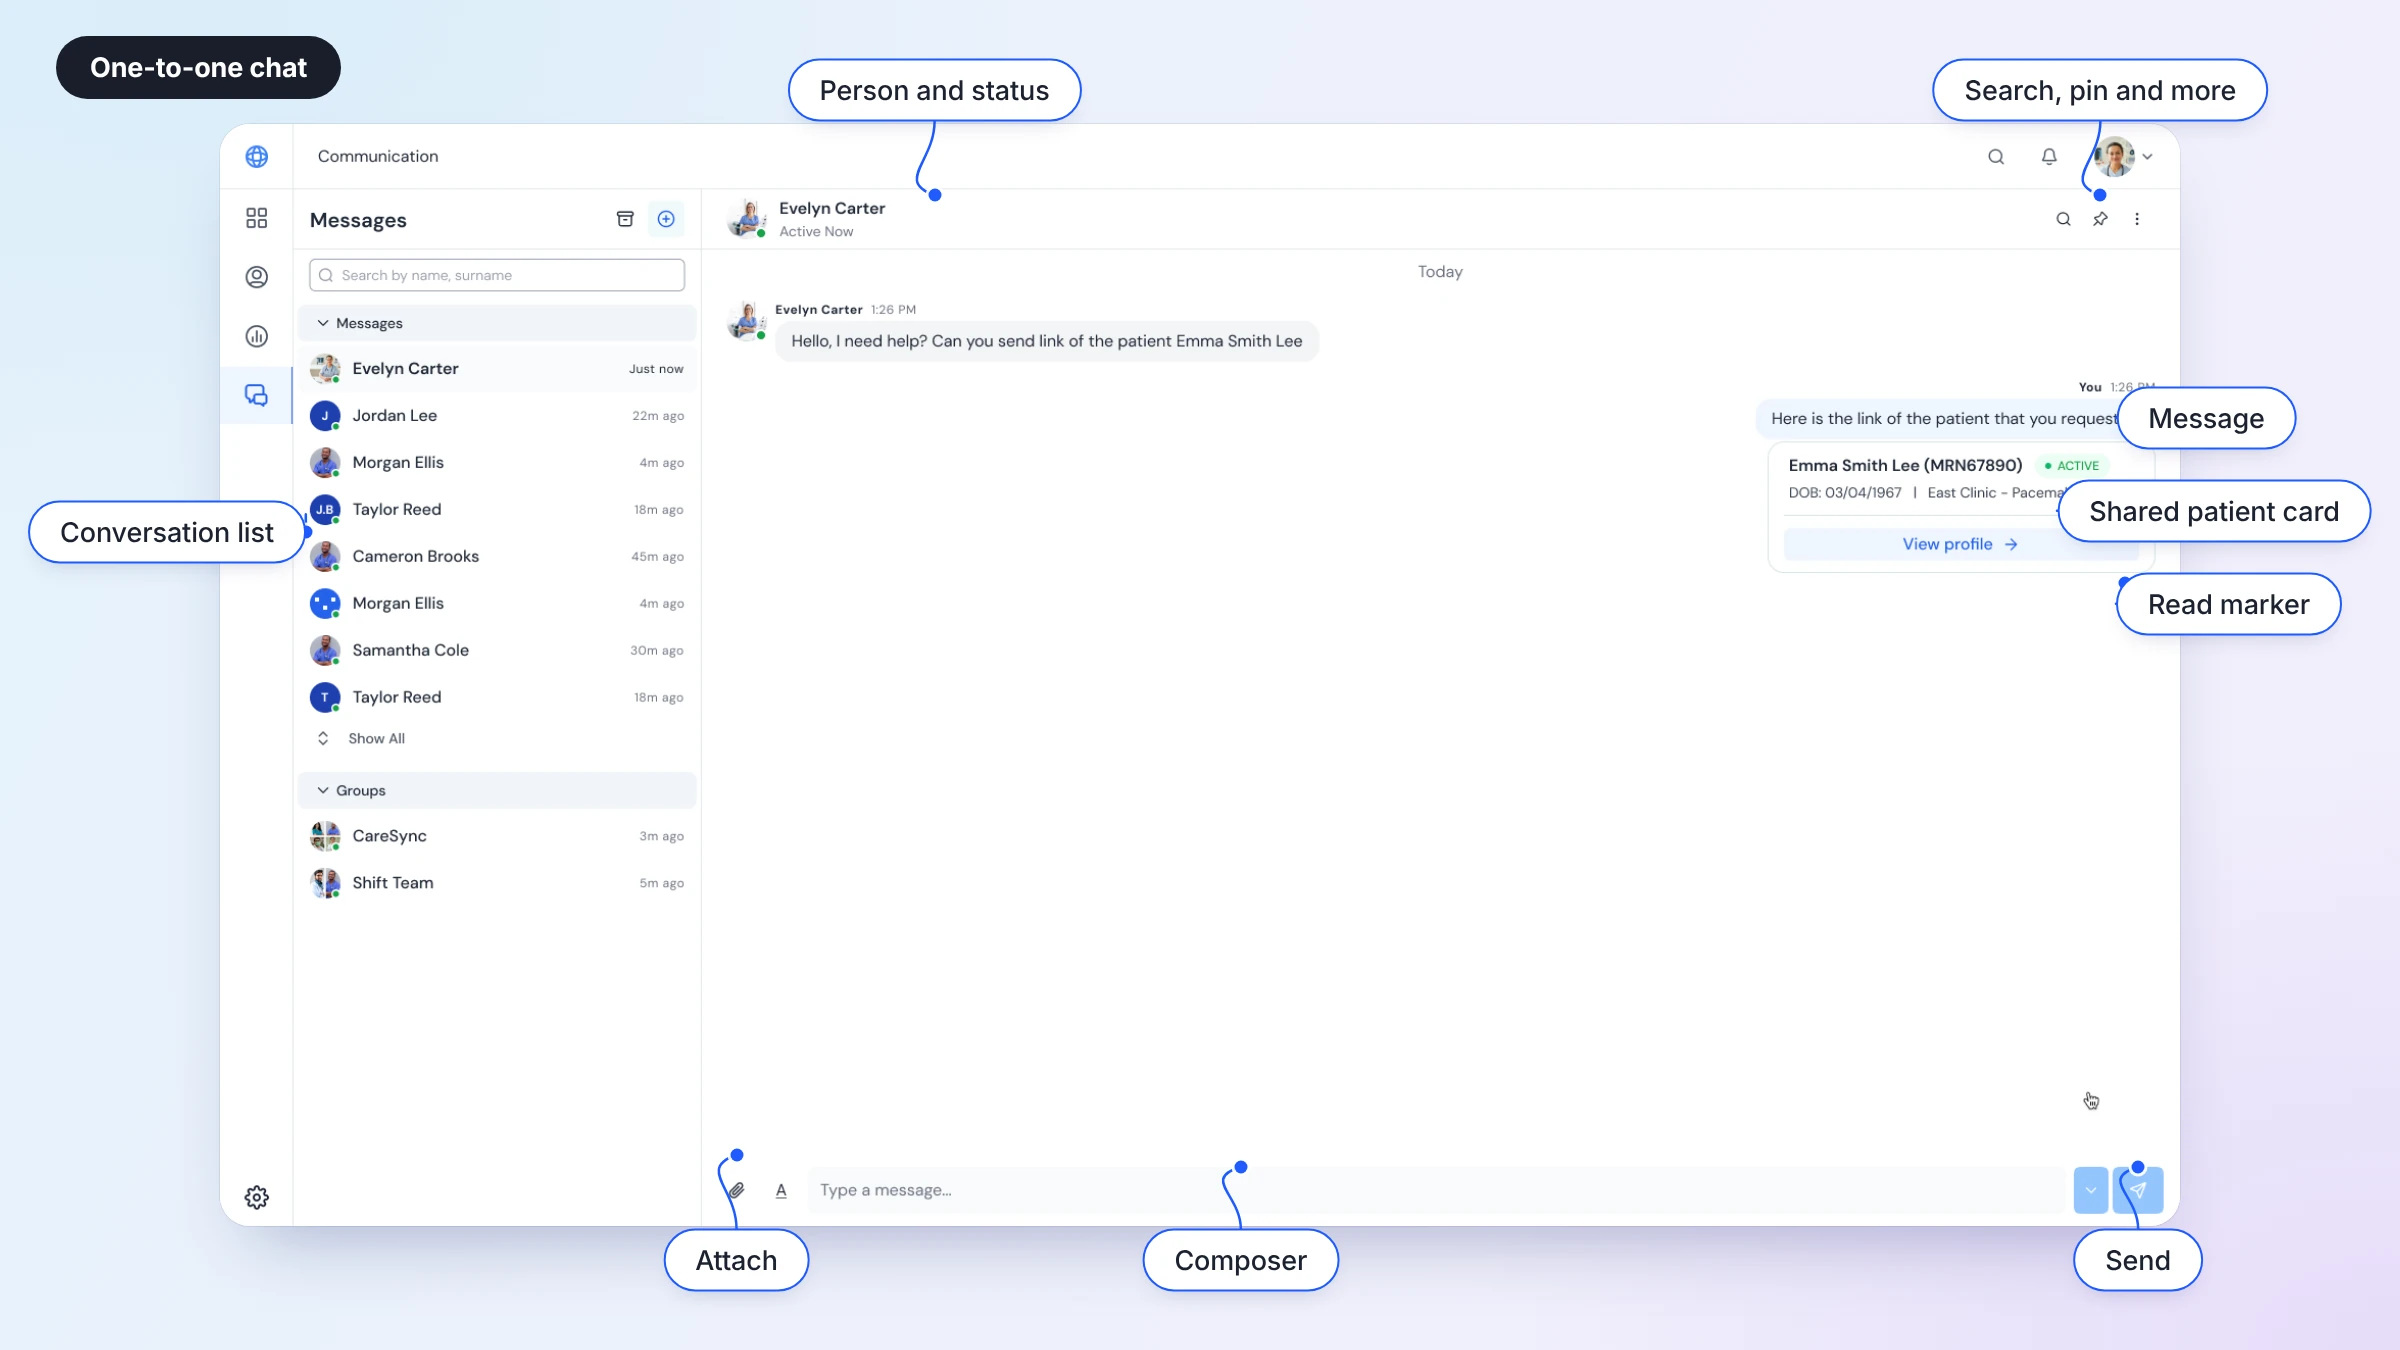 One-to-one chat
Person and status
Search, pin and more
Communication
Messages
Evelyn Carter
Active Now
Search by name, surname
Today
Messages
Evelyn Carter 1:26 PM
Hello, I need help? Can you send link of the patient Emma Smith Lee
Evelyn Carter Just now
Jordan Lee 22m ago
Morgan Ellis 4m ago
J.B Taylor Reed 18m ago
Cameron Brooks 45m ago
Morgan Ellis 4m ago
Samantha Cole 30m ago
T Taylor Reed 18m ago
Show All
Groups
CareSync 3m ago
Shift Team 5m ago
You 1:26 PM
Here is the link of the patient that you request
Message
Emma Smith Lee (MRN67890) ACTIVE
DOB: 03/04/1967 | East Clinic -
Shared patient card
View profile
Read marker
Conversation list
A Type a message...
Attach
Composer
Send